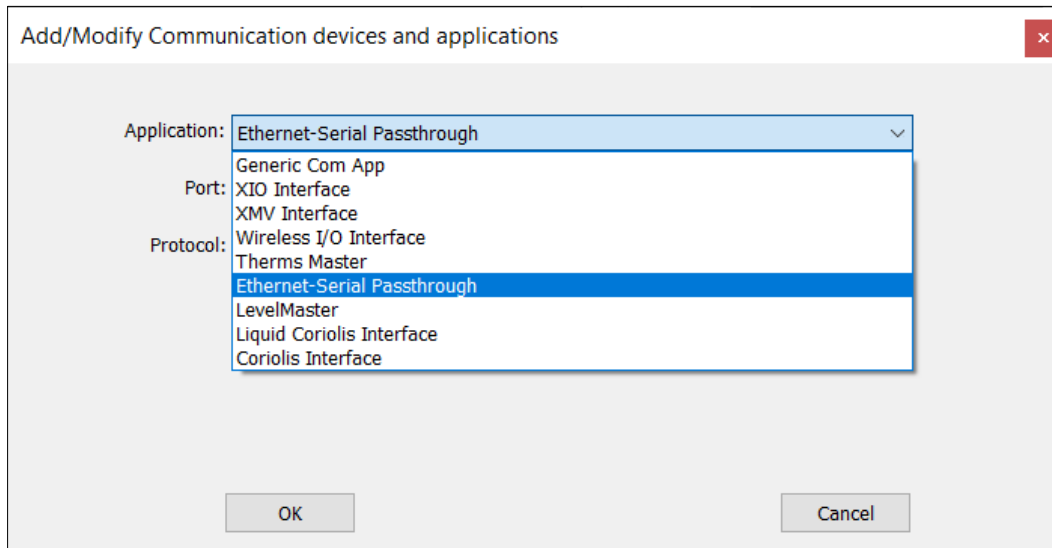 Add/Modify Communication devices and applications
×
Application: Ethernet-Serial Passthrough
Generic Com App
Port: XIO Interface
XMV Interface
Protocol: Wireless I/O Interface
Therms Master
Ethernet-Serial Passthrough
LevelMaster
Liquid Coriolis Interface
Coriolis Interface
OK Cancel